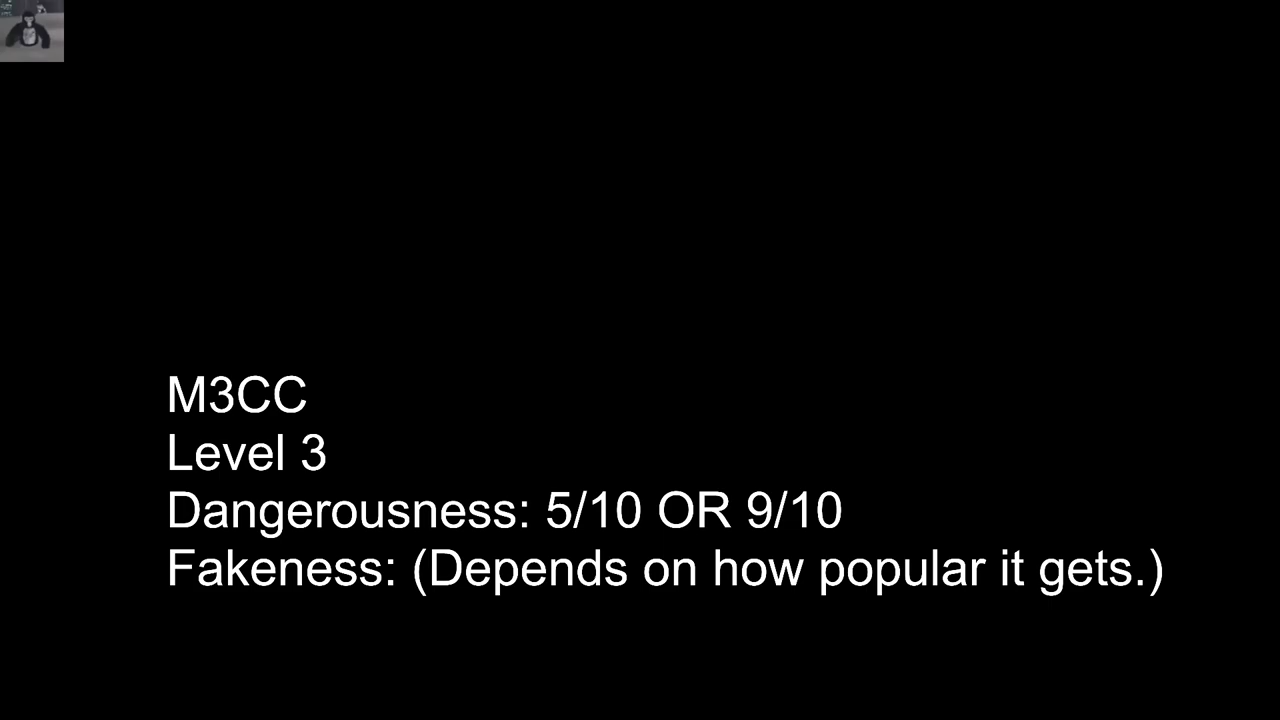 M3CC
Level 3
Dangerousness: 5/10 OR 9/10
Fakeness: (Depends on how popular it gets.)